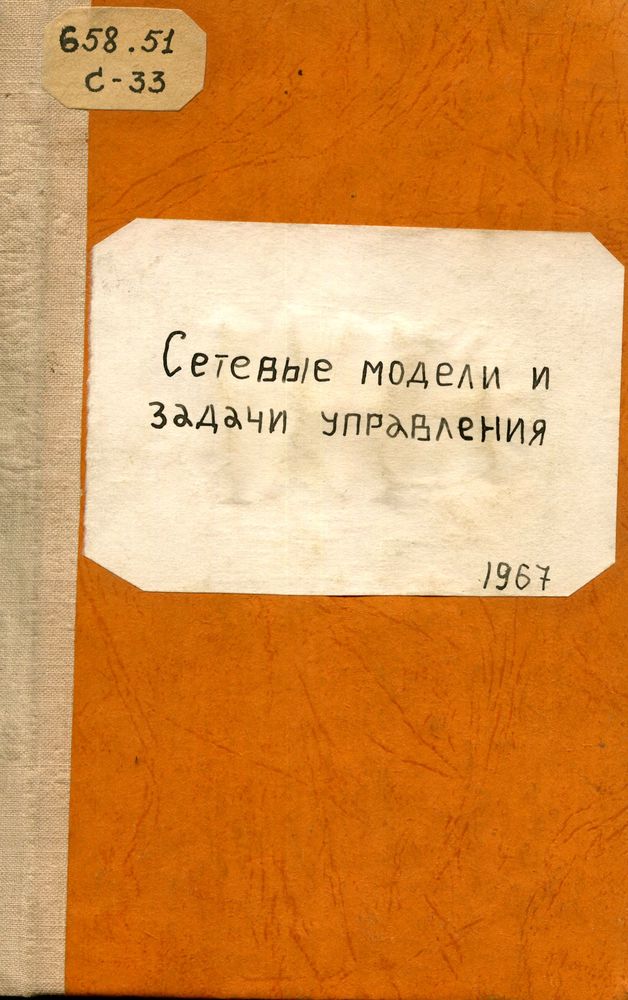 658.51
С-33
Сетевые модели и
задачи управления
1967